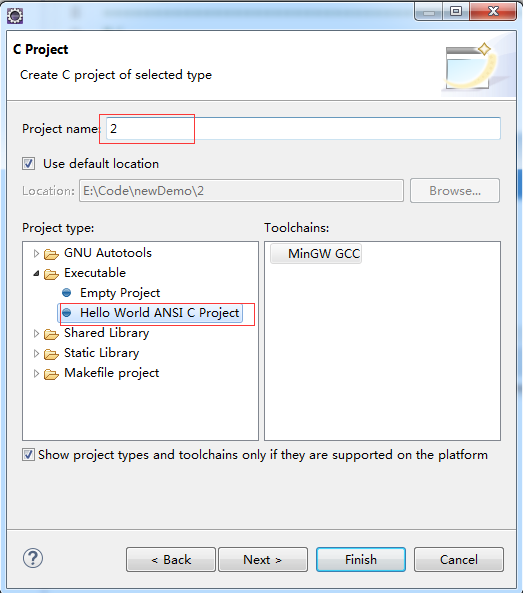 C Project
Create C project of selected type
Project name: 2
Use default location
Location: E:\Code\newDemo\2 Browse...
Project type: Toolchains:
GNU Autotools MinGW GCC
Executable
Empty Project
Hello World ANSI C Project
Shared Library
Static Library
Makefile project
Show project types and toolchains only if they are supported on the platform
? < Back Next > Finish Cancel